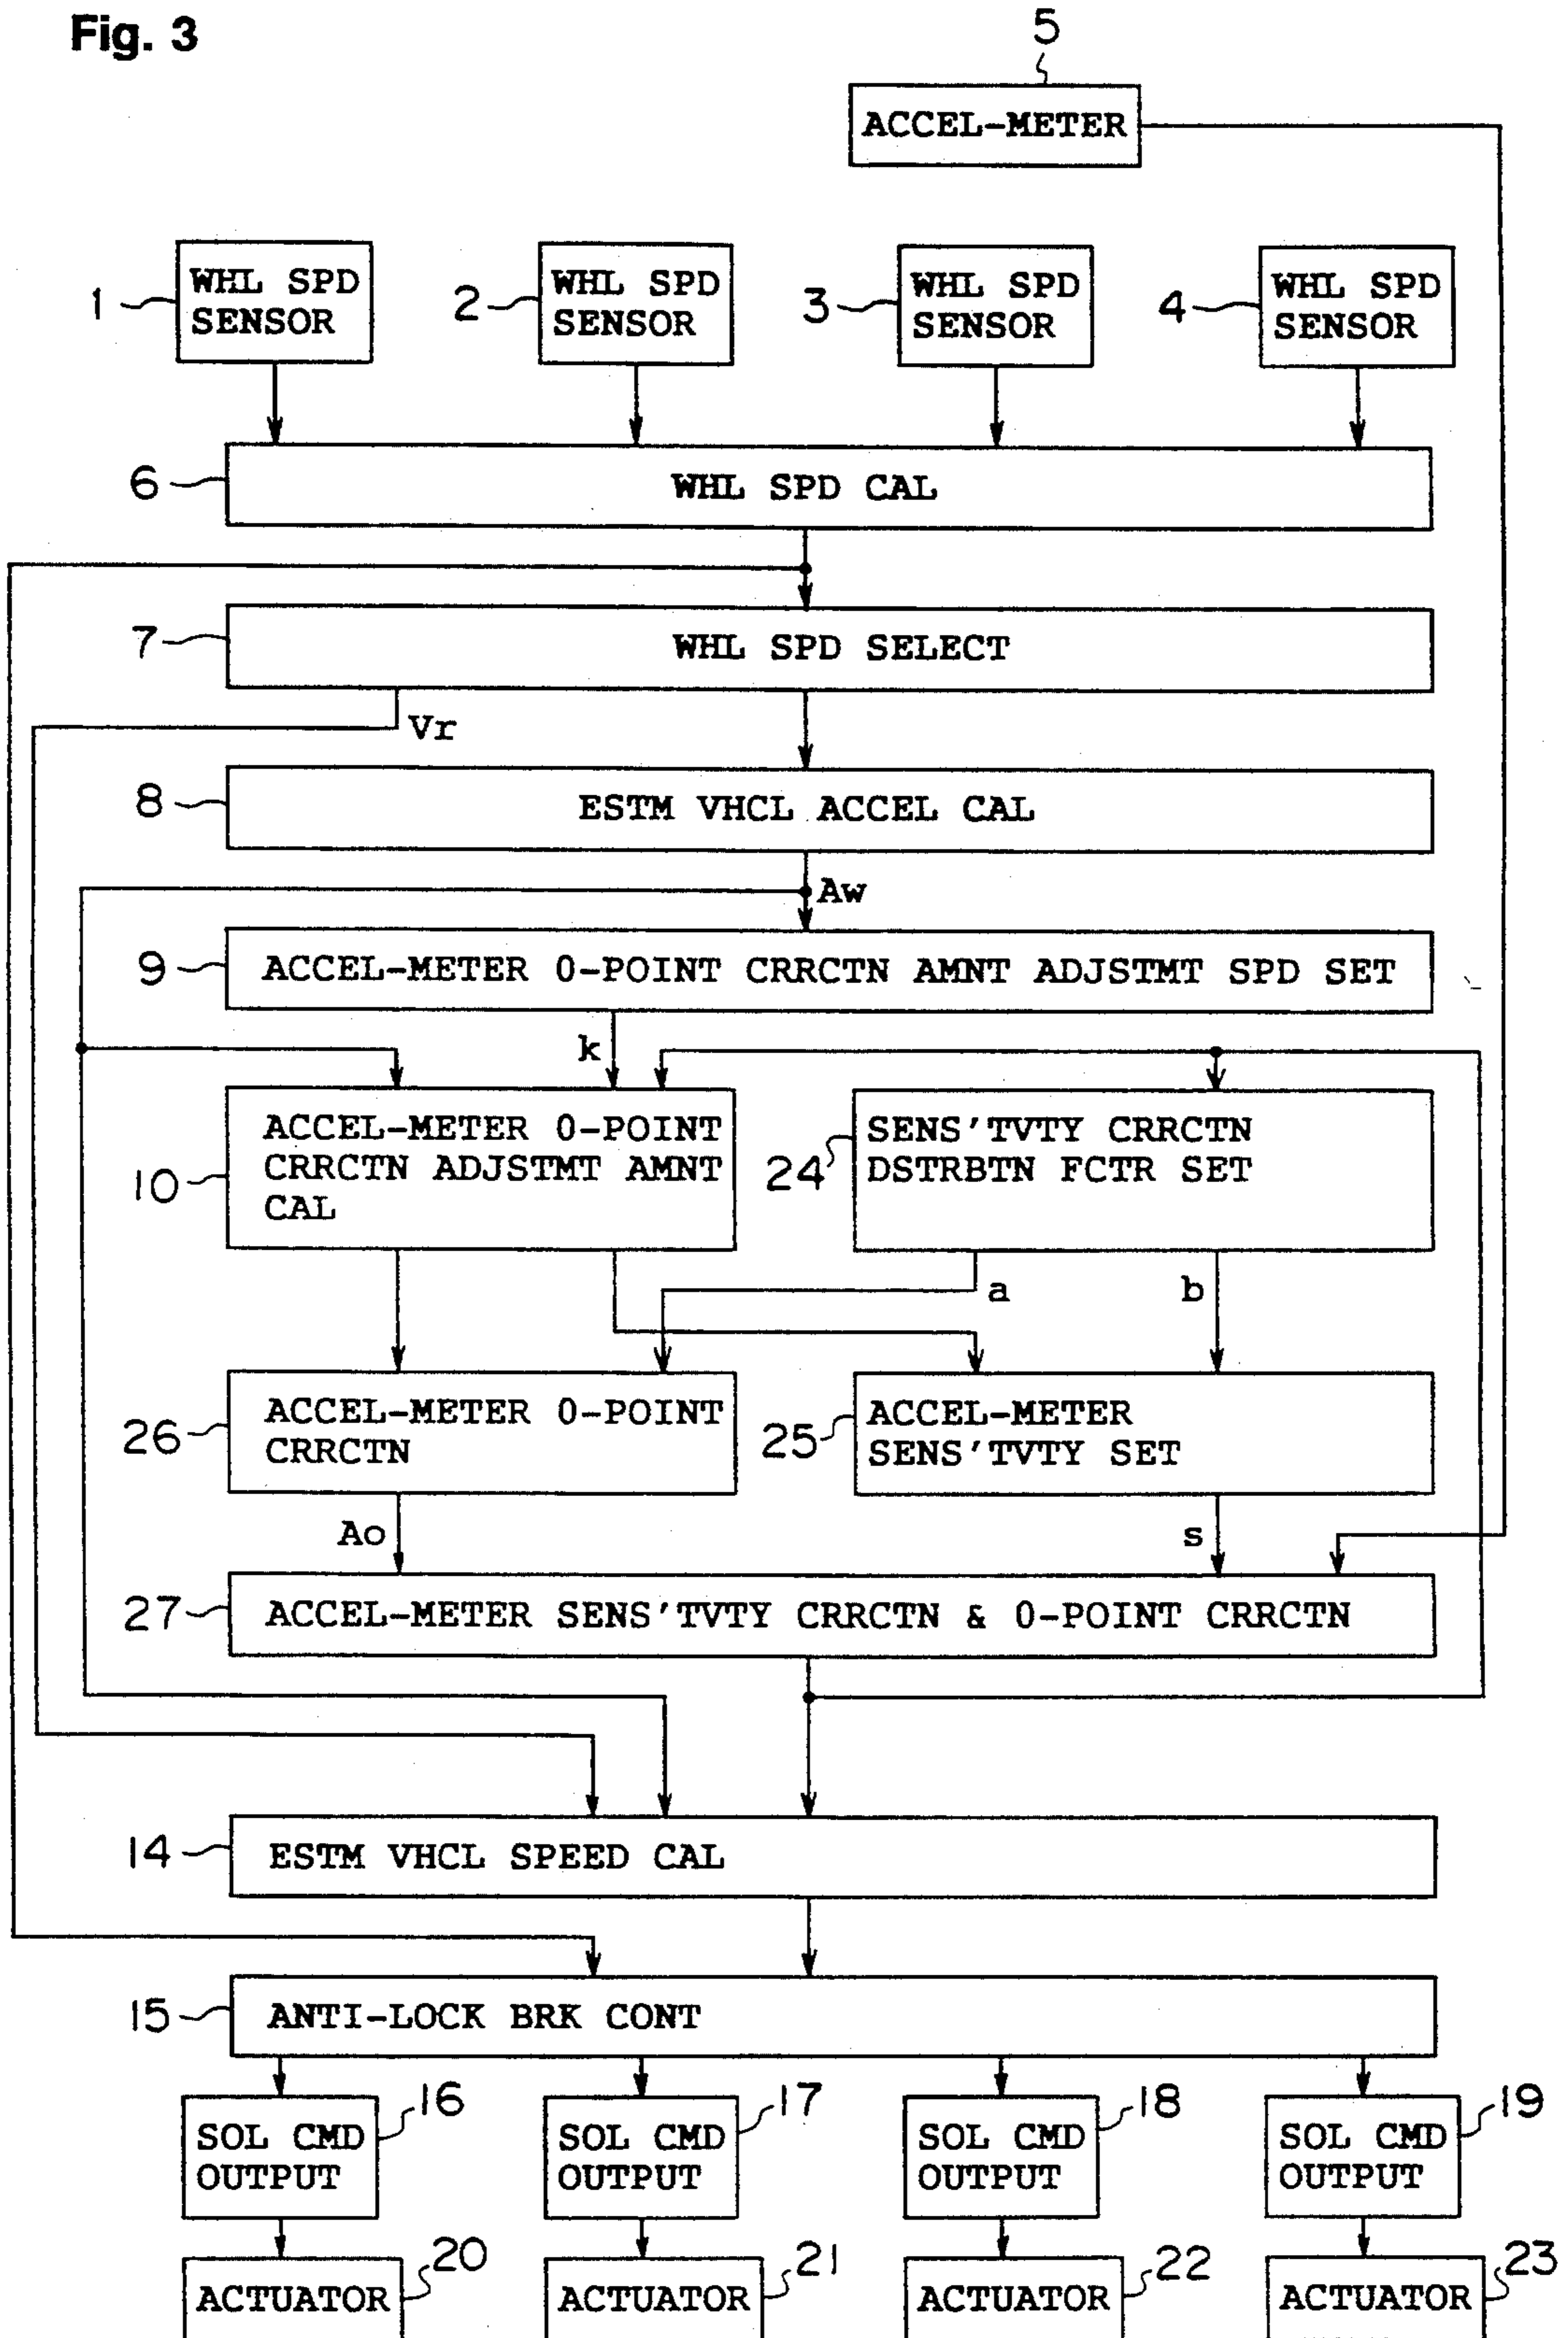 Fig. 3
5
ACCEL-METER
1
WHL SPD
SENSOR
2
WHL SPD
SENSOR
3
WHL SPD
SENSOR
4
WHL SPD
SENSOR
6
WHL SPD CAL
7
WHL SPD SELECT
Vr
8
ESTM VHCL ACCEL CAL
Aw
9
ACCEL-METER 0-POINT CRRCTN AMNT ADJSTMT SPD SET
k
10
ACCEL-METER 0-POINT
CRRCTN ADJSTMT AMNT
CAL
24
SENS'TVTY CRRCTN
DSTRBTN FCTR SET
a
b
26
ACCEL-METER 0-POINT
CRRCTN
25
ACCEL-METER
SENS'TVTY SET
Ao
s
27
ACCEL-METER SENS'TVTY CRRCTN & 0-POINT CRRCTN
14
ESTM VHCL SPEED CAL
15
ANTI-LOCK BRK CONT
16
SOL CMD
OUTPUT
17
SOL CMD
OUTPUT
18
SOL CMD
OUTPUT
19
SOL CMD
OUTPUT
20
ACTUATOR
21
ACTUATOR
22
ACTUATOR
23
ACTUATOR